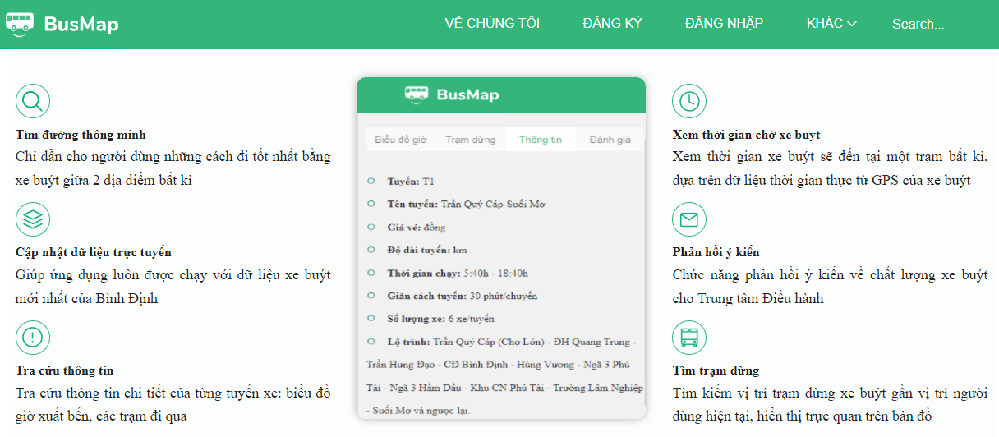 BusMap
VỀ CHÚNG TÔI
ĐĂNG KÝ
ĐĂNG NHẬP
KHÁC
Search...
Tìm đường thông minh
Chỉ dẫn cho người dùng những cách đi tốt nhất bằng
xe buýt giữa 2 địa điểm bất kì
Cập nhật dữ liệu trực tuyến
Giúp ứng dụng luôn được chạy với dữ liệu xe buýt
mới nhất của Bình Định
Tra cứu thông tin
Tra cứu thông tin chi tiết của từng tuyến xe: biểu đồ
giờ xuất bến, các trạm đi qua
BusMap
Biểu đồ giờ
Trạm dừng
Thông tin
Đánh giá
Tuyến: T1
Tên tuyến: Trần Quý Cáp-Suối Mơ
Giá vé: đồng
Độ dài tuyến: km
Thời gian chạy: 5:40h - 18:40h
Giãn cách tuyến: 30 phút/chuyến
Số lượng xe: 6 xe/tuyến
Lộ trình: Trần Quý Cáp (Chợ Lớn) - ĐH Quang Trung -
Trần Hưng Đạo - CĐ Bình Định - Hùng Vương - Ngã 3 Phú
Tài - Ngã 3 Hầm Dầu - Khu CN Phú Tài - Trường Lâm Nghiệp
- Suối Mơ và ngược lại.
Xem thời gian chờ xe buýt
Xem thời gian xe buýt sẽ đến tại một trạm bất kì,
dựa trên dữ liệu thời gian thực từ GPS của xe buýt
Phản hồi ý kiến
Chức năng phản hồi ý kiến về chất lượng xe buýt
cho Trung tâm Điều hành
Tìm trạm dừng
Tìm kiếm vị trí trạm dừng xe buýt gần vị trí người
dùng hiện tại, hiển thị trực quan trên bản đồ